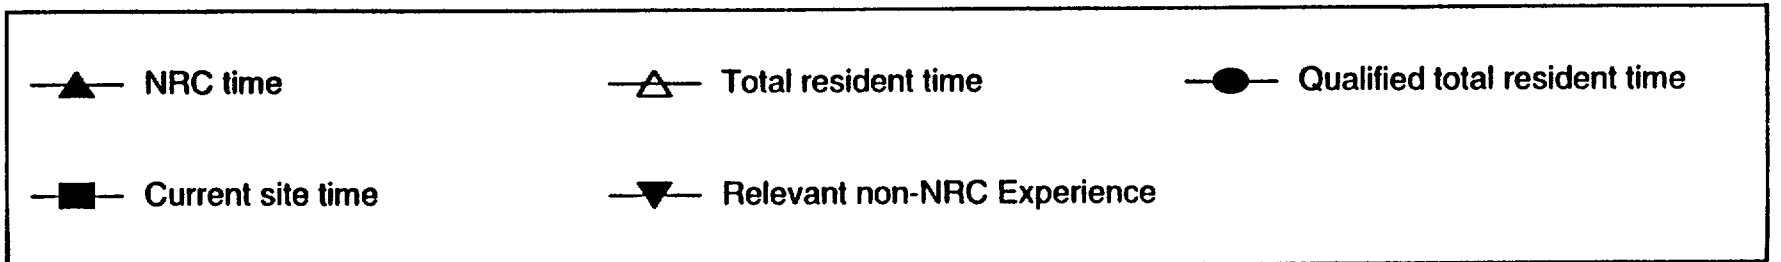 NRC time
Total resident time
Qualified total resident time
Current site time
Relevant non-NRC Experience